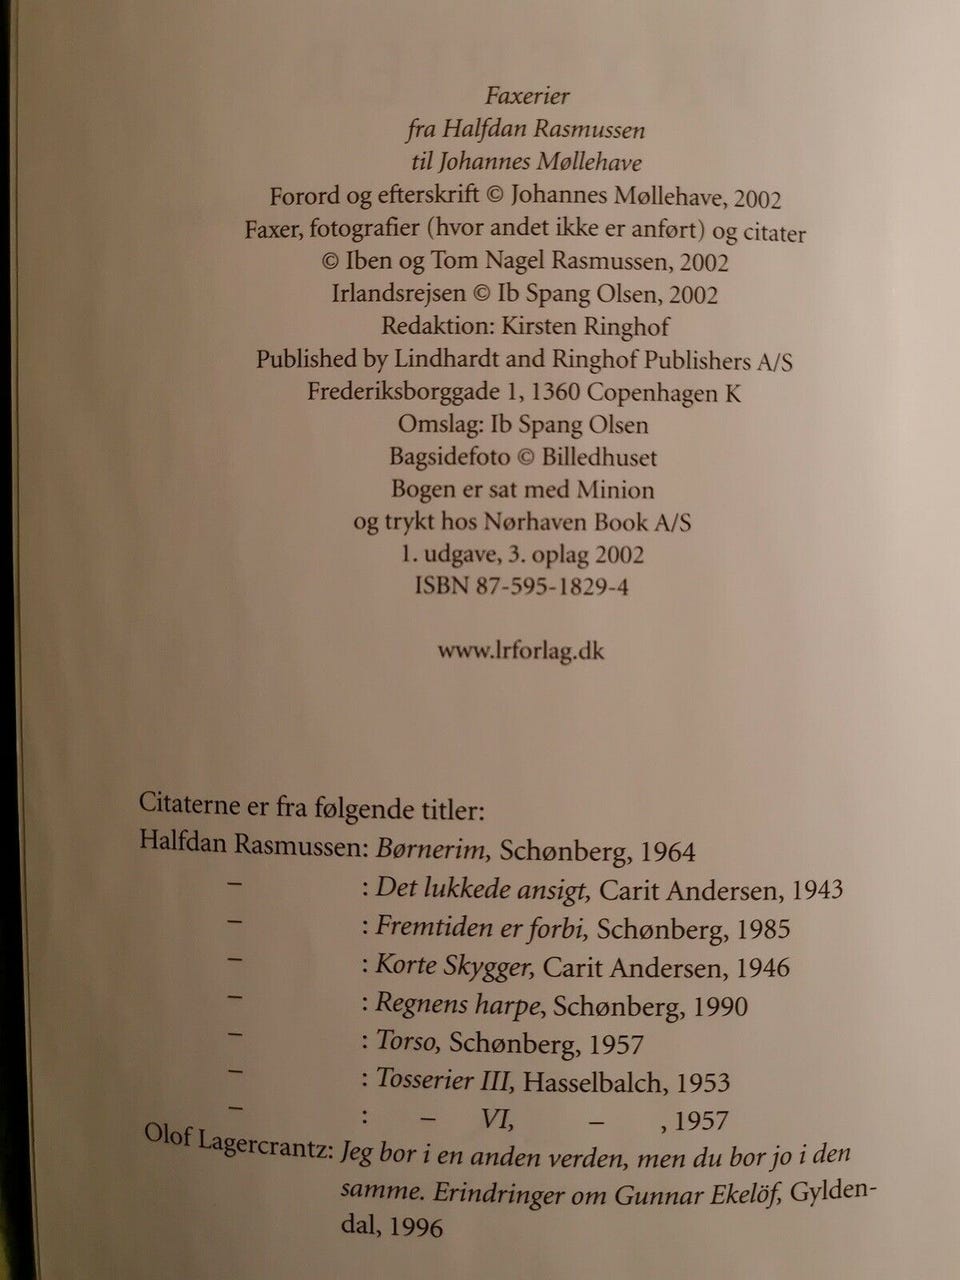 Faxerier
fra Halfdan Rasmussen
til Johannes Møllehave
Forord og efterskrift © Johannes Møllehave, 2002
Faxer, fotografier (hvor andet ikke er anført) og citater
© Iben og Tom Nagel Rasmussen, 2002
Irlandsrejsen © Ib Spang Olsen, 2002
Redaktion: Kirsten Ringhof
Published by Lindhardt and Ringhof Publishers A/S
Frederiksborggade 1, 1360 Copenhagen K
Omslag: Ib Spang Olsen
Bagsidefoto © Billedhuset
Bogen er sat med Minion
og trykt hos Nørhaven Book A/S
1. udgave, 3. oplag 2002
ISBN 87-595-1829-4
www.lrforlag.dk
Citaterne er fra følgende titler:
Halfdan Rasmussen: Børnerim, Schønberg, 1964
– : Det lukkede ansigt, Carit Andersen, 1943
– : Fremtiden er forbi, Schønberg, 1985
– : Korte Skygger, Carit Andersen, 1946
– : Regnens harpe, Schønberg, 1990
– : Torso, Schønberg, 1957
– : Tosserier III, Hasselbalch, 1953
– : – VI, – , 1957
Olof Lagercrantz: Jeg bor i en anden verden, men du bor jo i den
samme. Erindringer om Gunnar Ekelöf, Gylden-
dal, 1996